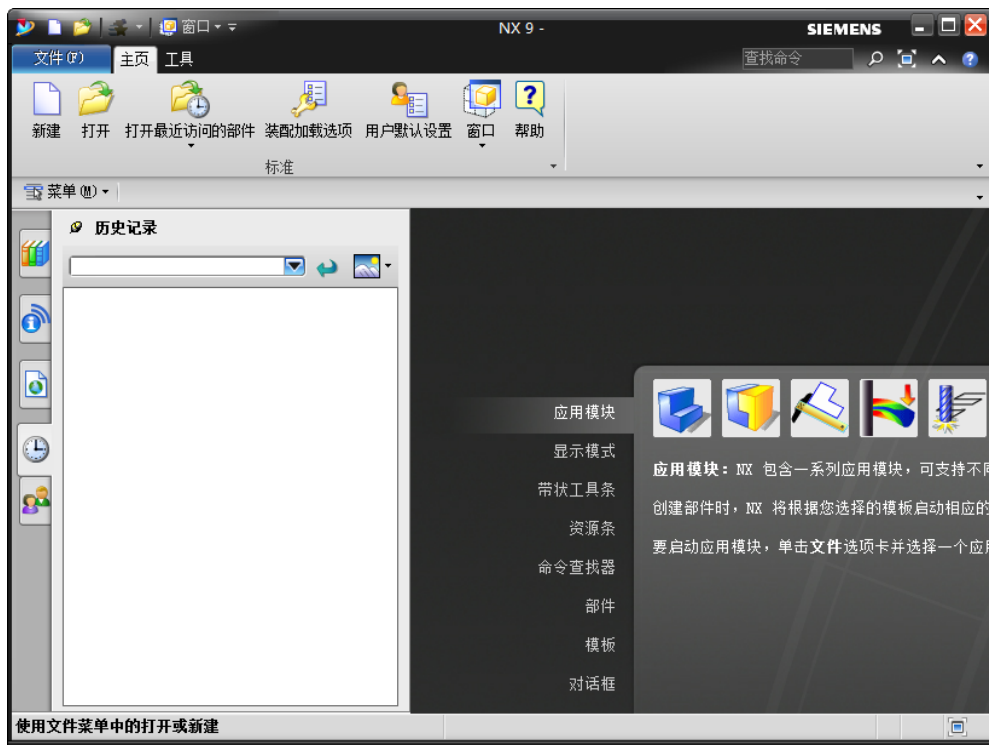 窗口
NX 9 -
SIEMENS
文件(F)
主页
工具
查找命令
新建
打开
打开最近访问的部件
装配加载选项
用户默认设置
窗口
帮助
标准
菜单(M)
历史记录
应用模块
显示模式
带状工具条
资源条
命令查找器
部件
模板
对话框
应用模块：NX 包含一系列应用模块，可支持不
创建部件时，NX 将根据您选择的模板启动相应的
要启动应用模块，单击文件选项卡并选择一个应
使用文件菜单中的打开或新建